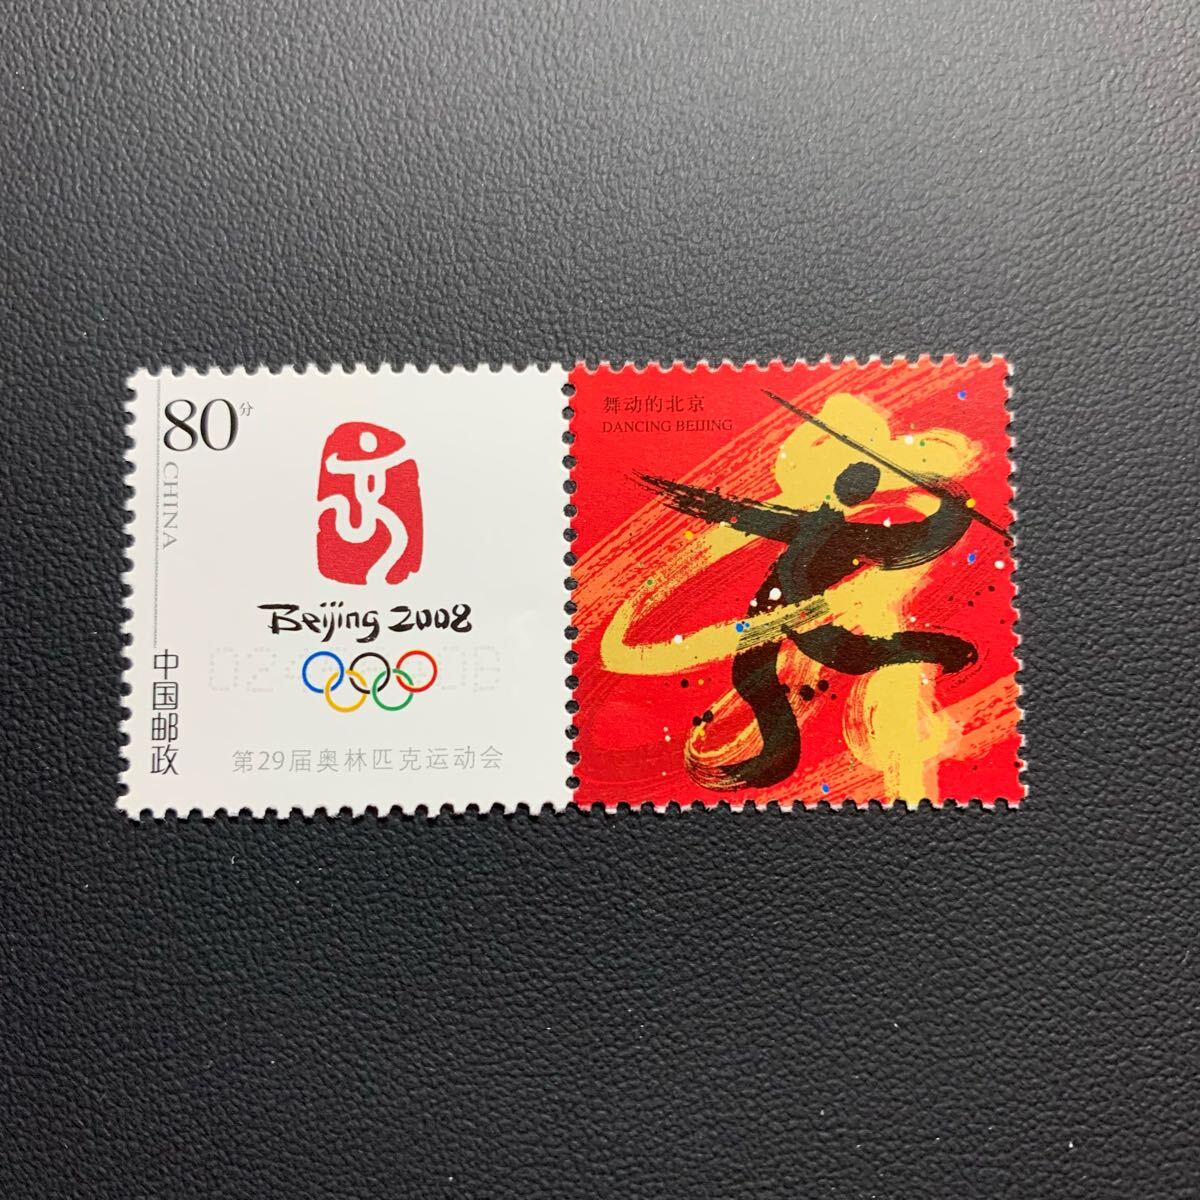 80分
CHINA
中国邮政
Beijing 2008
第29届奥林匹克运动会
舞动的北京
DANCING BEIJING